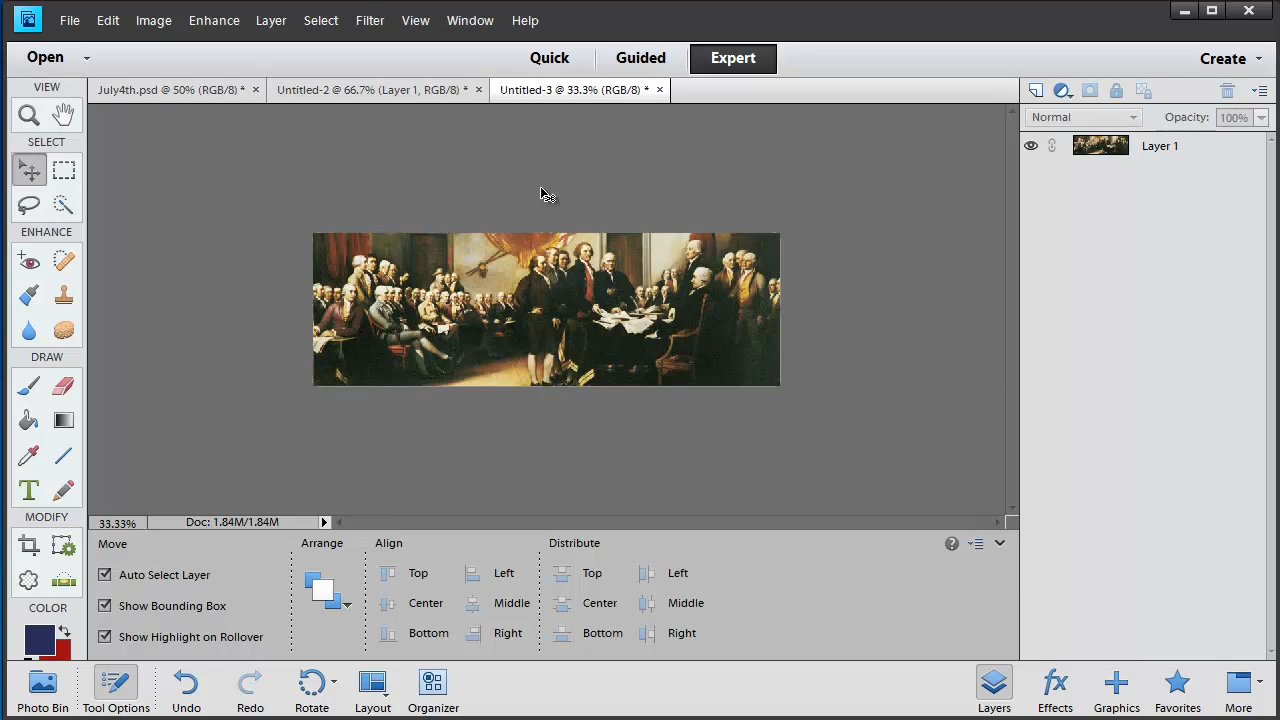 File Edit Image Enhance Layer Select Filter View Window Help
Open Quick Guided Expert Create
VIEW July4th.psd @ 50% (RGB/8) * Untitled-2 @ 66.7% (Layer 1, RGB/8) * Untitled-3 @ 33.3% (RGB/8) *
Normal Opacity: 100%
SELECT
Layer 1
ENHANCE
DRAW
T
MODIFY
33.33% Doc: 1.84M/1.84M
Move Arrange Align Distribute
Auto Select Layer Top Left Top Left
Show Bounding Box Center Middle Center Middle
COLOR
Show Highlight on Rollover Bottom Right Bottom Right
Photo Bin Tool Options Undo Redo Rotate Layout Organizer Layers Effects Graphics Favorites More